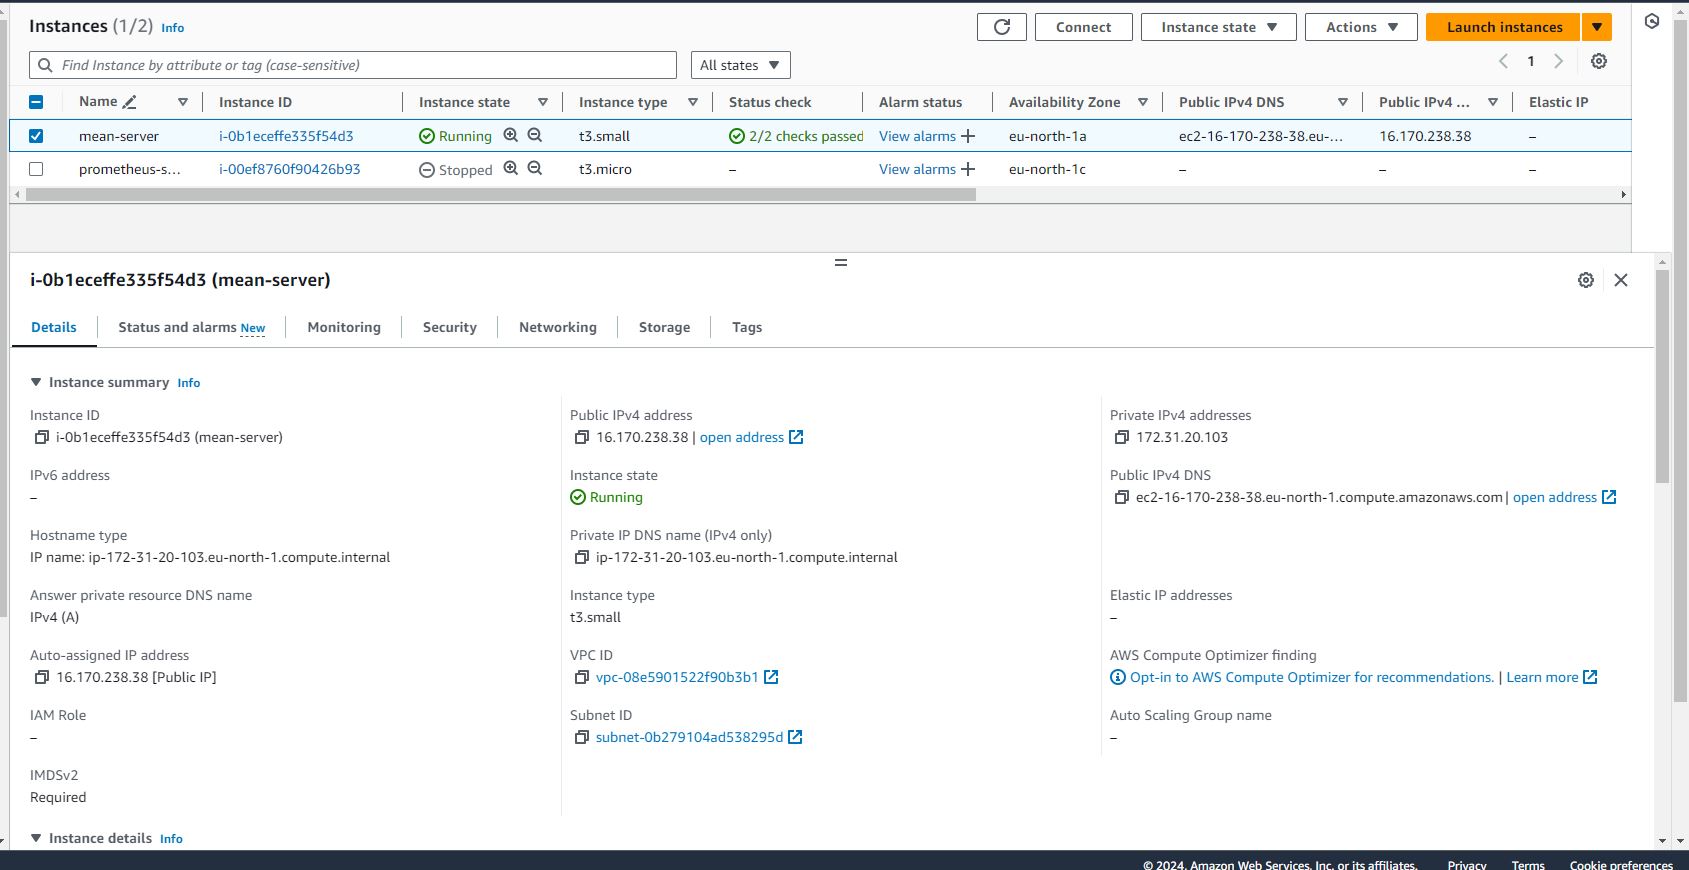 Instances (1/2) Info
Connect Instance state Actions Launch instances
Find Instance by attribute or tag (case-sensitive) All states 1
Name Instance ID Instance state Instance type Status check Alarm status Availability Zone Public IPv4 DNS Public IPv4 ... Elastic IP
mean-server i-0b1eceffe335f54d3 Running t3.small 2/2 checks passed View alarms eu-north-1a ec2-16-170-238-38.eu-... 16.170.238.38 –
prometheus-s... i-00ef8760f90426b93 Stopped t3.micro – View alarms eu-north-1c – – –
i-0b1eceffe335f54d3 (mean-server)
Details Status and alarms New Monitoring Security Networking Storage Tags
Instance summary Info
Instance ID Public IPv4 address Private IPv4 addresses
i-0b1eceffe335f54d3 (mean-server) 16.170.238.38 | open address 172.31.20.103
IPv6 address Instance state Public IPv4 DNS
– Running ec2-16-170-238-38.eu-north-1.compute.amazonaws.com | open address
Hostname type Private IP DNS name (IPv4 only)
IP name: ip-172-31-20-103.eu-north-1.compute.internal ip-172-31-20-103.eu-north-1.compute.internal
Answer private resource DNS name Instance type Elastic IP addresses
IPv4 (A) t3.small –
Auto-assigned IP address VPC ID AWS Compute Optimizer finding
16.170.238.38 [Public IP] vpc-08e5901522f90b3b1 Opt-in to AWS Compute Optimizer for recommendations. | Learn more
IAM Role Subnet ID Auto Scaling Group name
– subnet-0b279104ad538295d –
IMDSv2
Required
Instance details Info
© 2024, Amazon Web Services, Inc. or its affiliates. Privacy Terms Cookie preferences